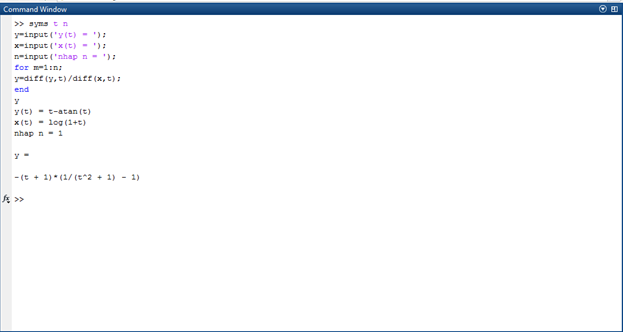 Command Window
>> syms t n
y=input('y(t) = ');
x=input('x(t) = ');
n=input('nhap n = ');
for m=1:n;
y=diff(y,t)/diff(x,t);
end
y
y(t) = t-atan(t)
x(t) = log(1+t)
nhap n = 1
y =
-(t + 1)*(1/(t^2 + 1) - 1)
fx >>